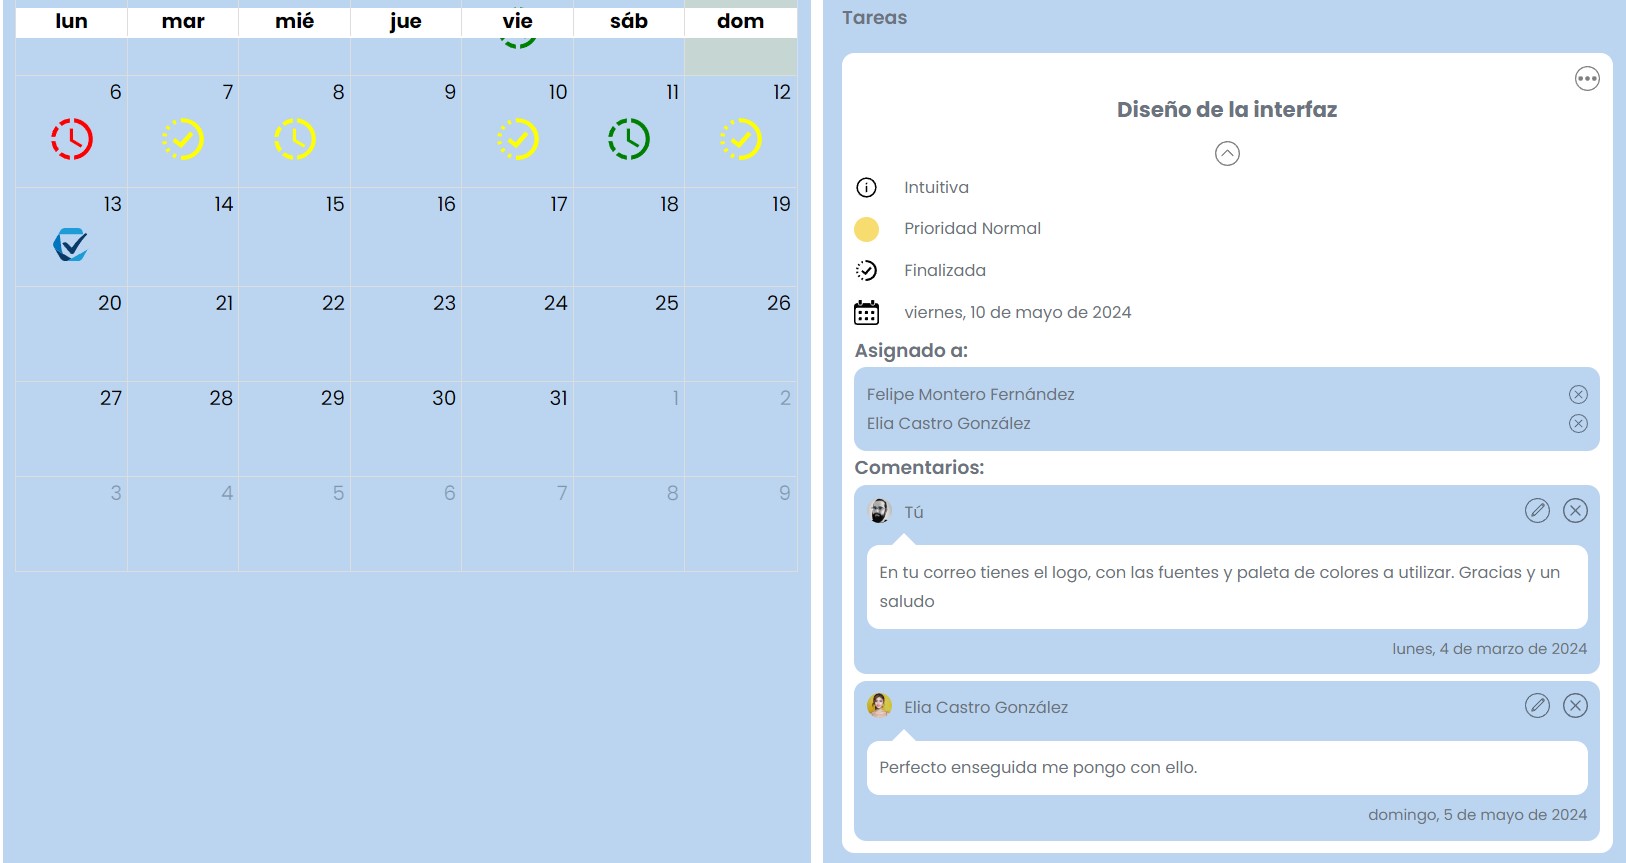 lun mar mié jue vie sáb dom
6 7 8 9 10 11 12
13 14 15 16 17 18 19
20 21 22 23 24 25 26
27 28 29 30 31 1 2
3 4 5 6 7 8 9
Tareas
Diseño de la interfaz
Intuitiva
Prioridad Normal
Finalizada
viernes, 10 de mayo de 2024
Asignado a:
Felipe Montero Fernández
Elia Castro González
Comentarios:
Tú
En tu correo tienes el logo, con las fuentes y paleta de colores a utilizar. Gracias y un
saludo
lunes, 4 de marzo de 2024
Elia Castro González
Perfecto enseguida me pongo con ello.
domingo, 5 de mayo de 2024